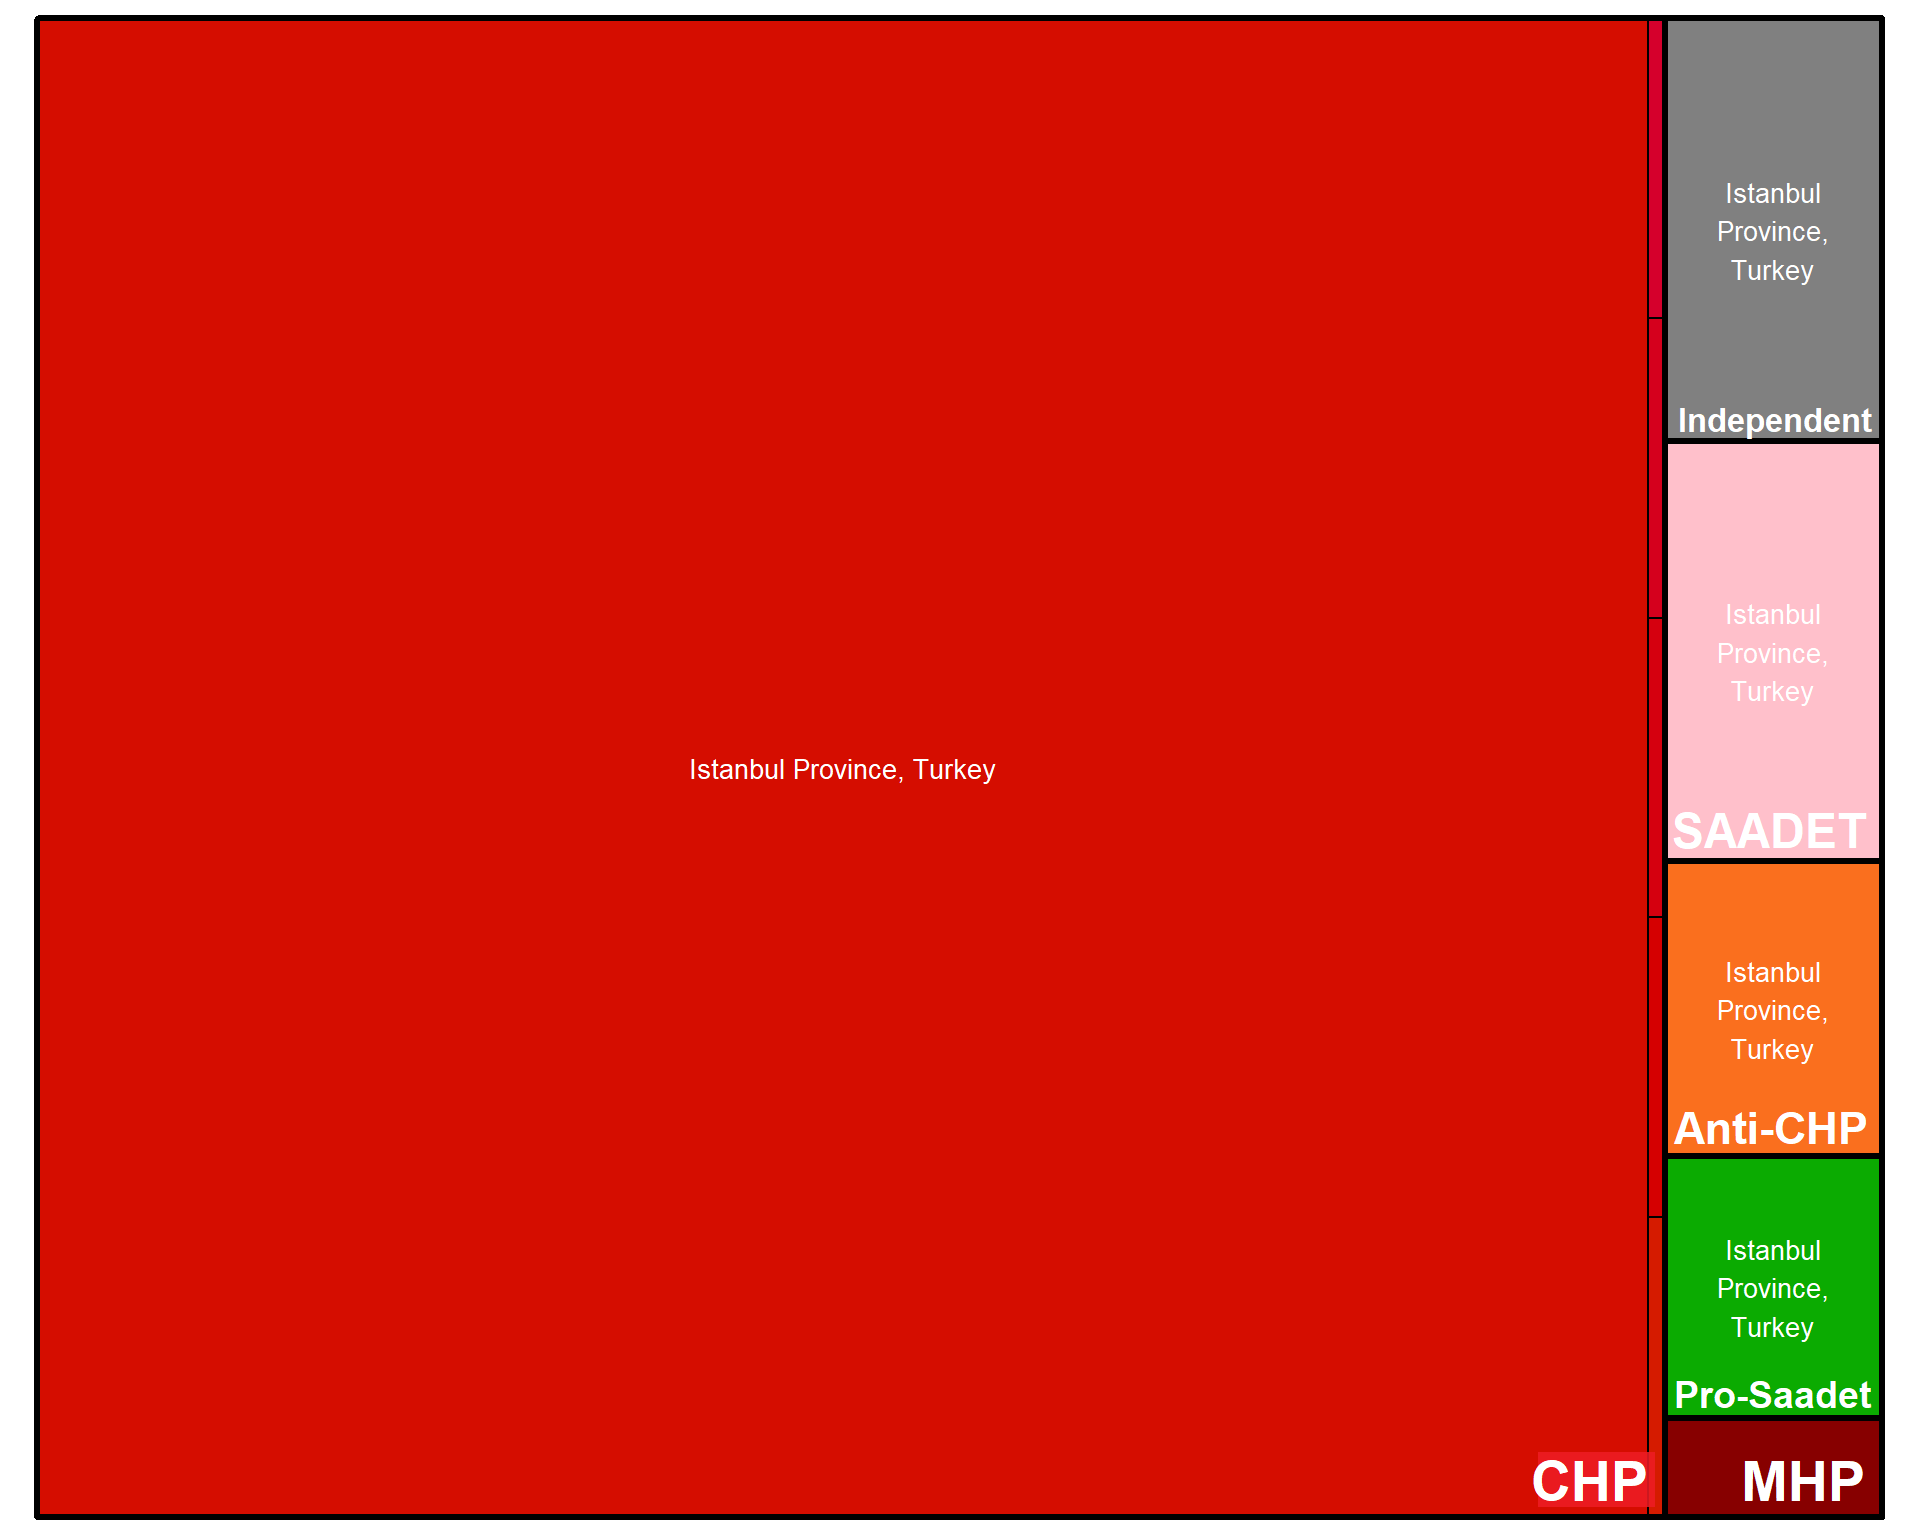 Istanbul Province, Turkey
CHP
Istanbul
Province,
Turkey
Independent
Istanbul
Province,
Turkey
SAADET
Istanbul
Province,
Turkey
Anti-CHP
Istanbul
Province,
Turkey
Pro-Saadet
MHP